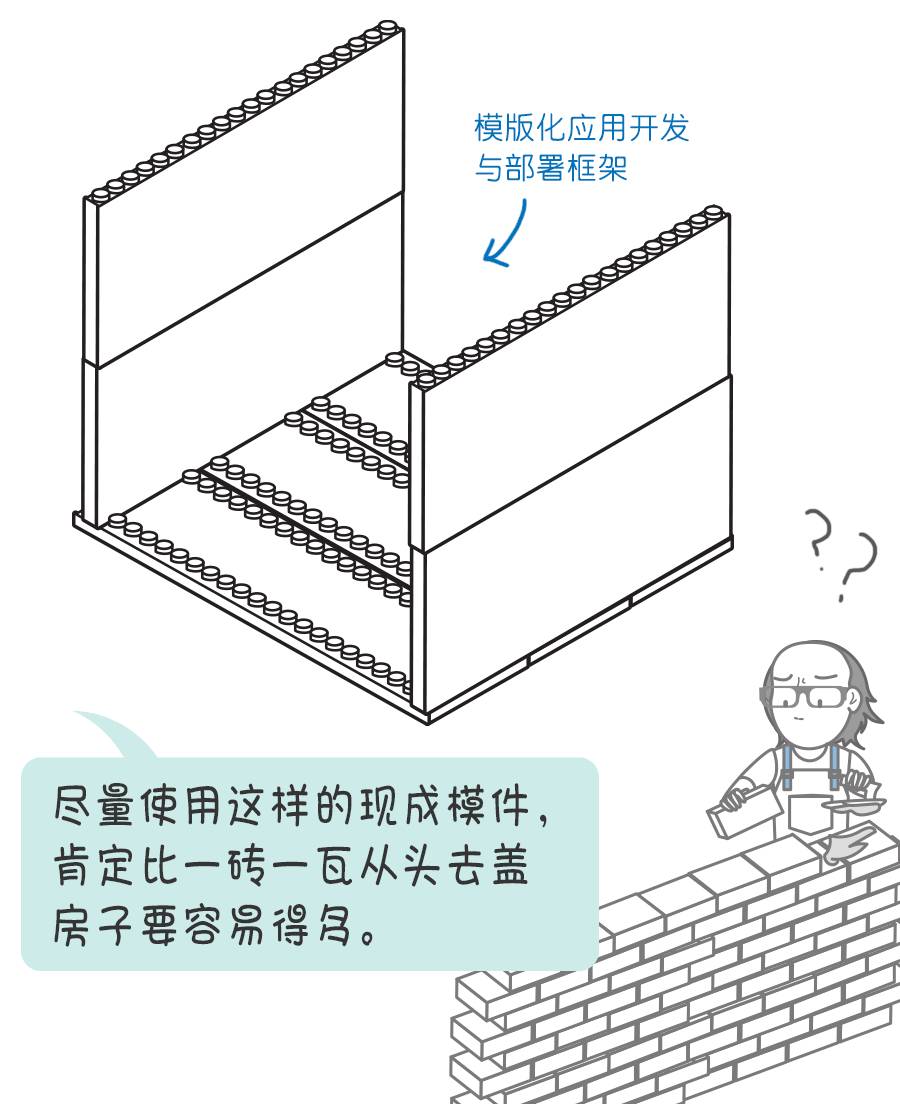 模版化应用开发
与部署框架
??
尽量使用这样的现成模件，
肯定比一砖一瓦从头去盖
房子要容易得多。